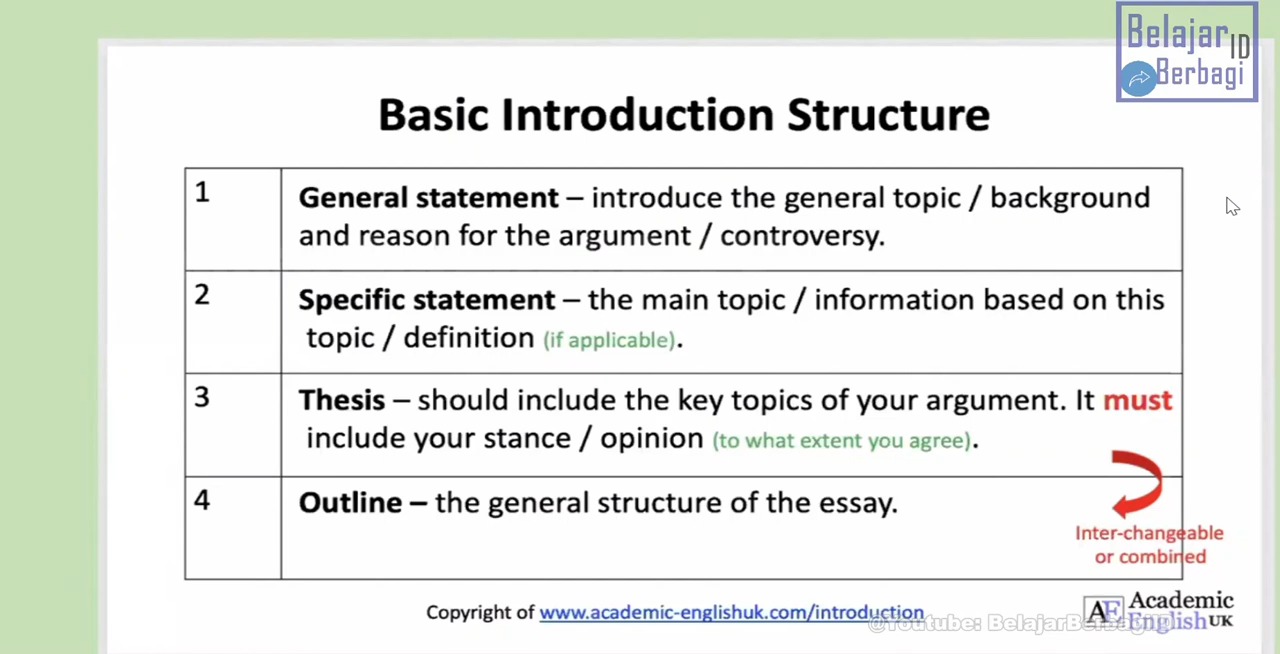 Belajar ID
Berbagi
Basic Introduction Structure
1
General statement – introduce the general topic / background
and reason for the argument / controversy.
2
Specific statement – the main topic / information based on this
topic / definition (if applicable).
3
Thesis – should include the key topics of your argument. It must
include your stance / opinion (to what extent you agree).
4
Outline – the general structure of the essay.
Inter-changeable
or combined
Copyright of www.academic-englishuk.com/introduction
AE Academic
English UK
@Youtube: BelajarBerbagiID